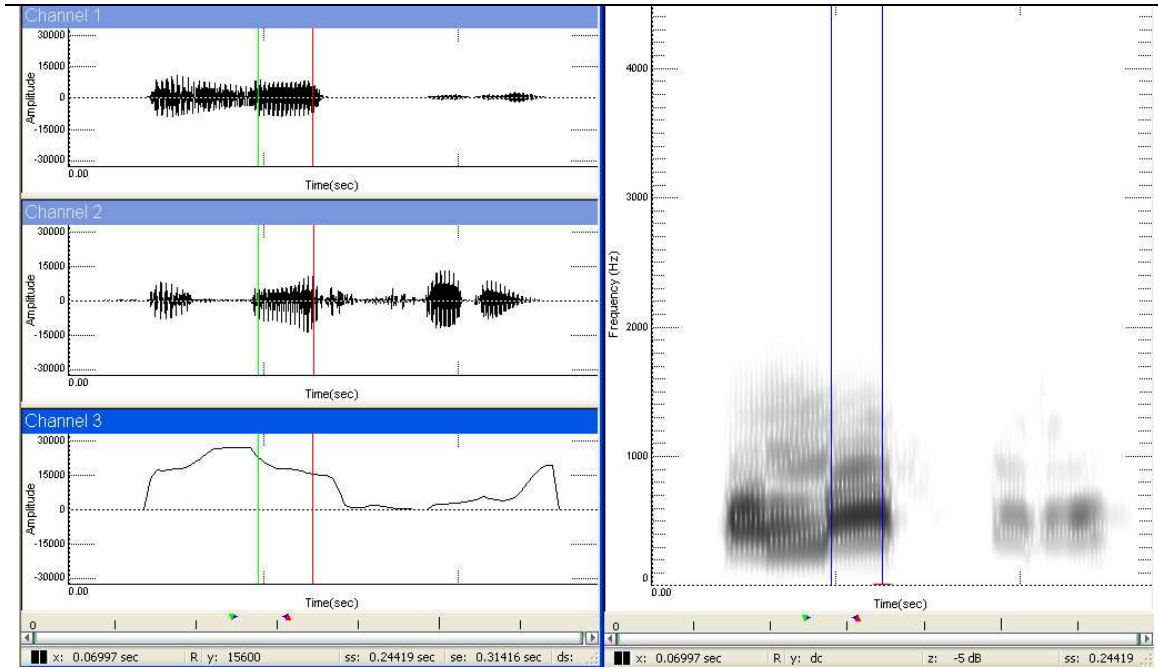 Channel 1
30000
15000
0
-15000
-30000
Amplitude
0.00
Time(sec)
Channel 2
30000
15000
0
-15000
-30000
Amplitude
0.00
Time(sec)
Channel 3
30000
15000
0
-15000
-30000
Amplitude
0.00
Time(sec)
0
x: 0.06997 sec R y: 15600 ss: 0.24419 sec se: 0.31416 sec ds:
4000
3000
2000
1000
0
Frequency (Hz)
0.00
Time(sec)
0
x: 0.06997 sec R y: dc z: -5 dB ss: 0.24419